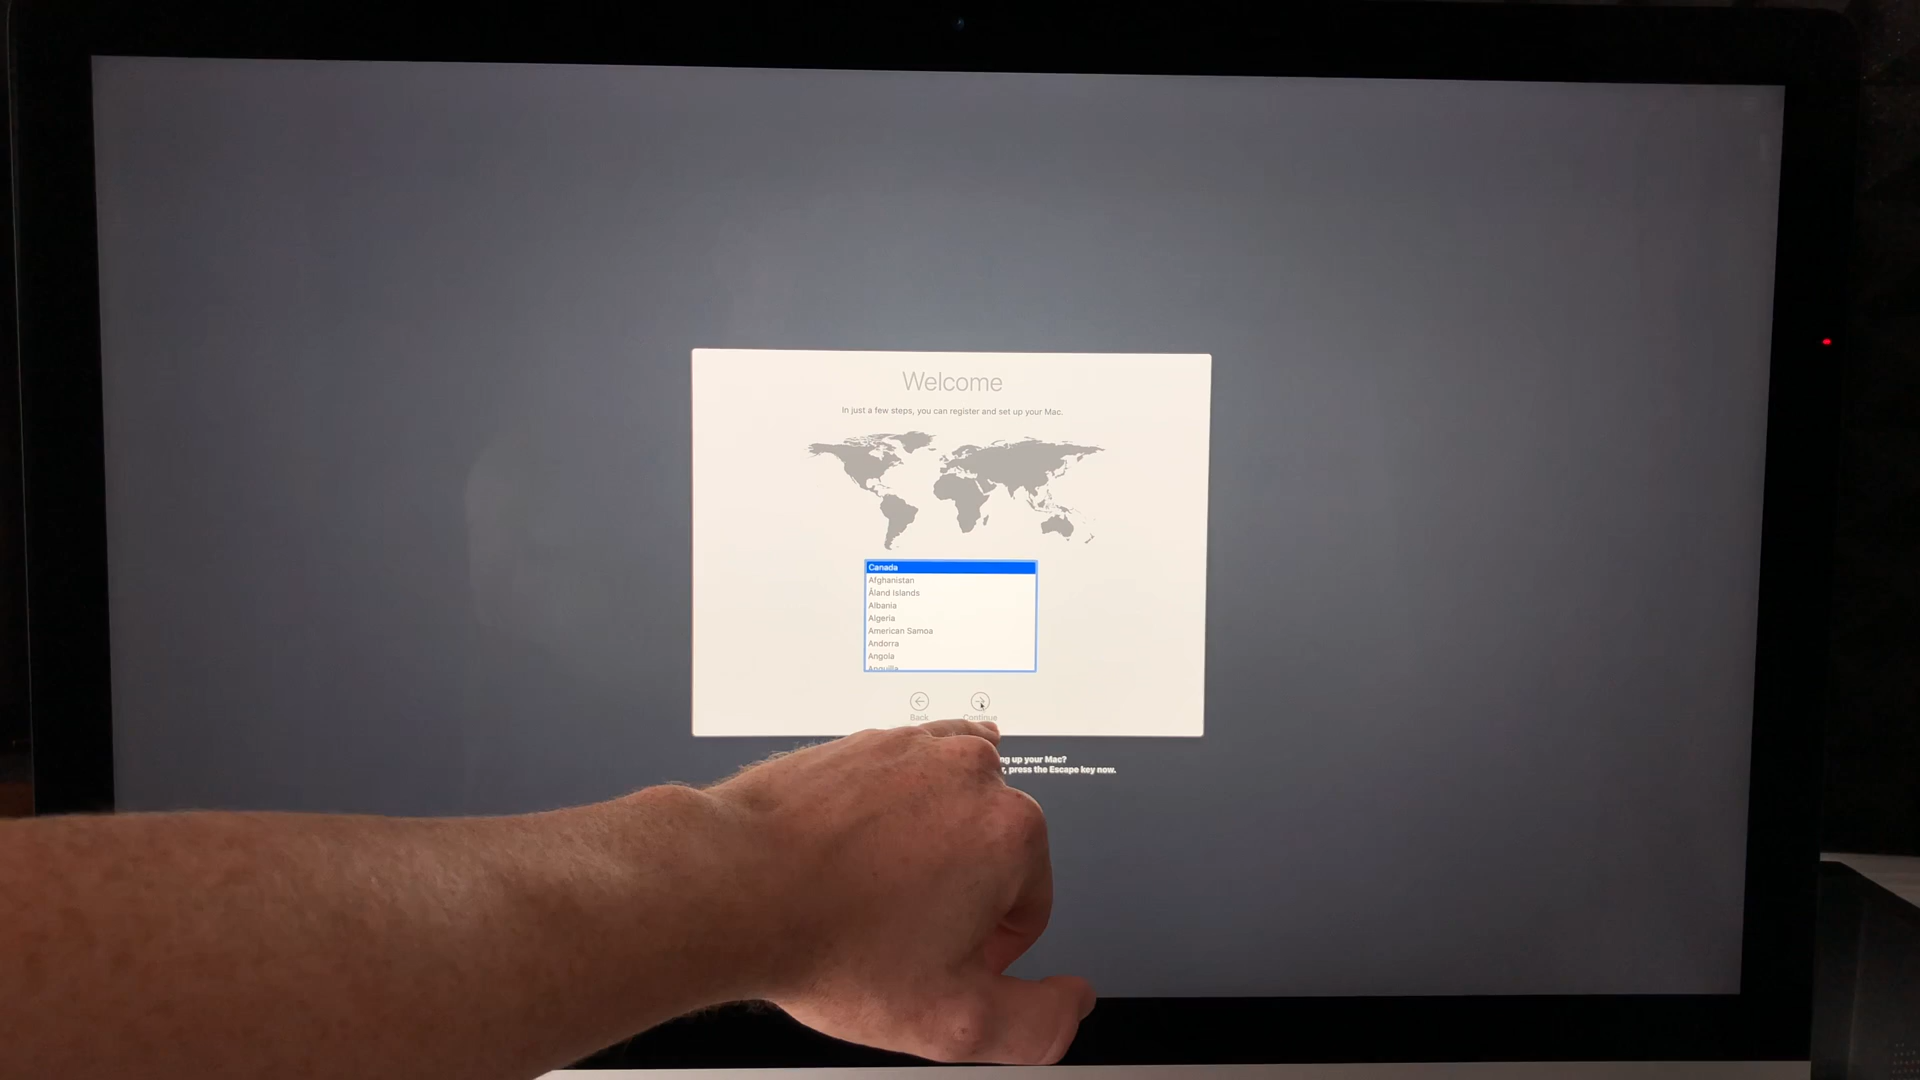 Welcome
In just a few steps, you can register and set up your Mac.
Canada
Afghanistan
Åland Islands
Albania
Algeria
American Samoa
Andorra
Angola
Anguilla
Back
Continue
up your Mac?
press the Escape key now.